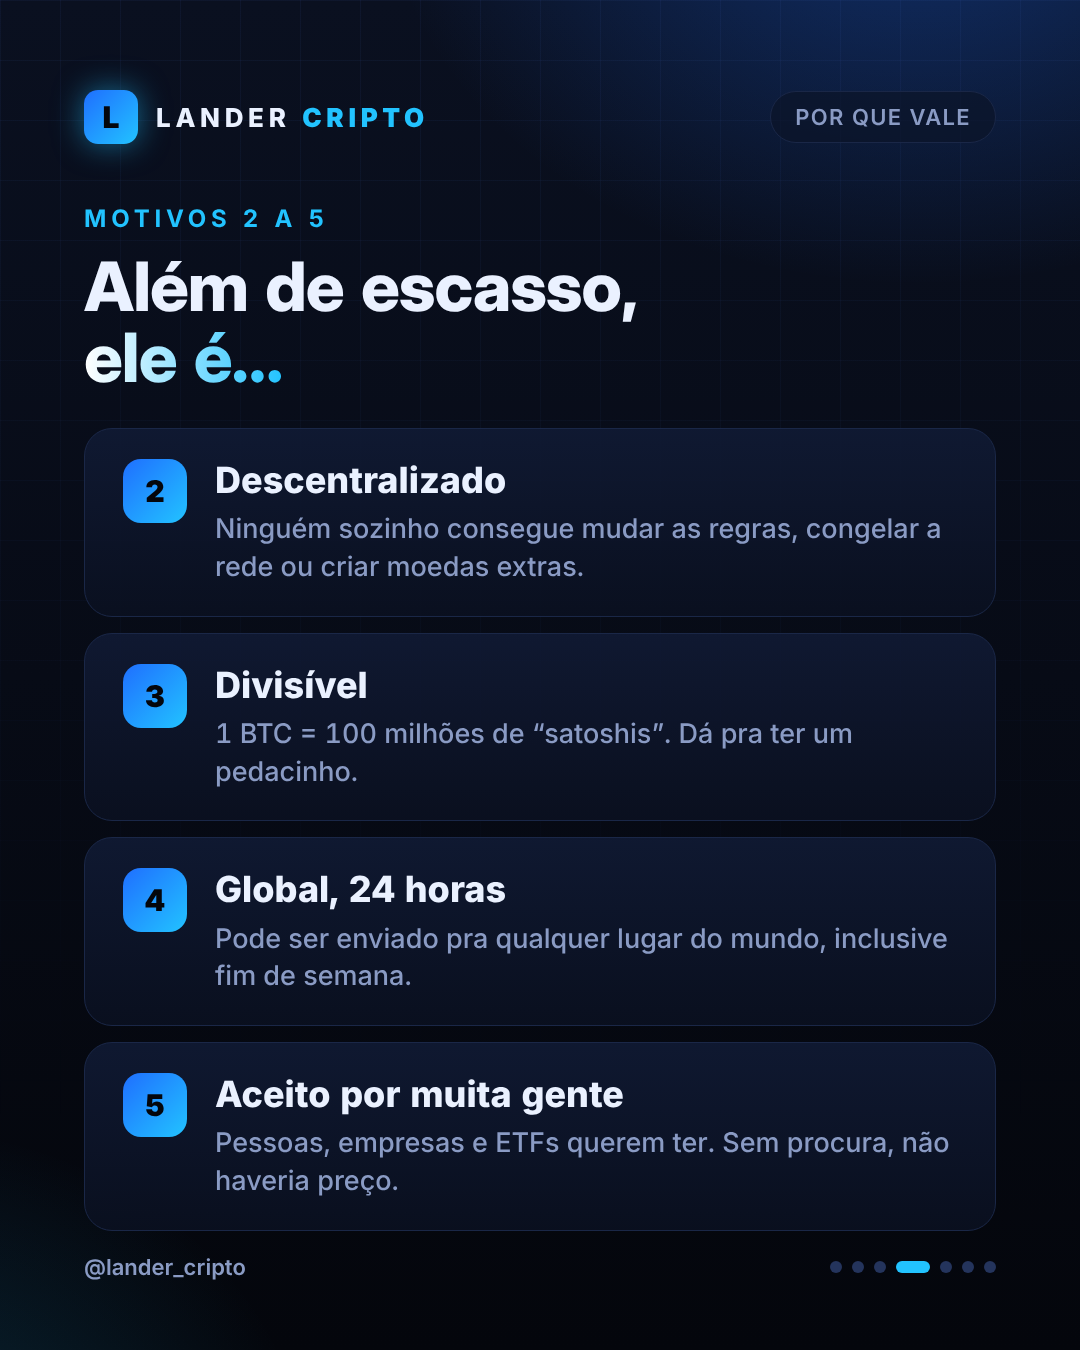 L LANDER CRIPTO
POR QUE VALE
MOTIVOS 2 A 5
Além de escasso,
ele é...
2
Descentralizado
Ninguém sozinho consegue mudar as regras, congelar a
rede ou criar moedas extras.
3
Divisível
1 BTC = 100 milhões de “satoshis”. Dá pra ter um
pedacinho.
4
Global, 24 horas
Pode ser enviado pra qualquer lugar do mundo, inclusive
fim de semana.
5
Aceito por muita gente
Pessoas, empresas e ETFs querem ter. Sem procura, não
haveria preço.
@lander_cripto